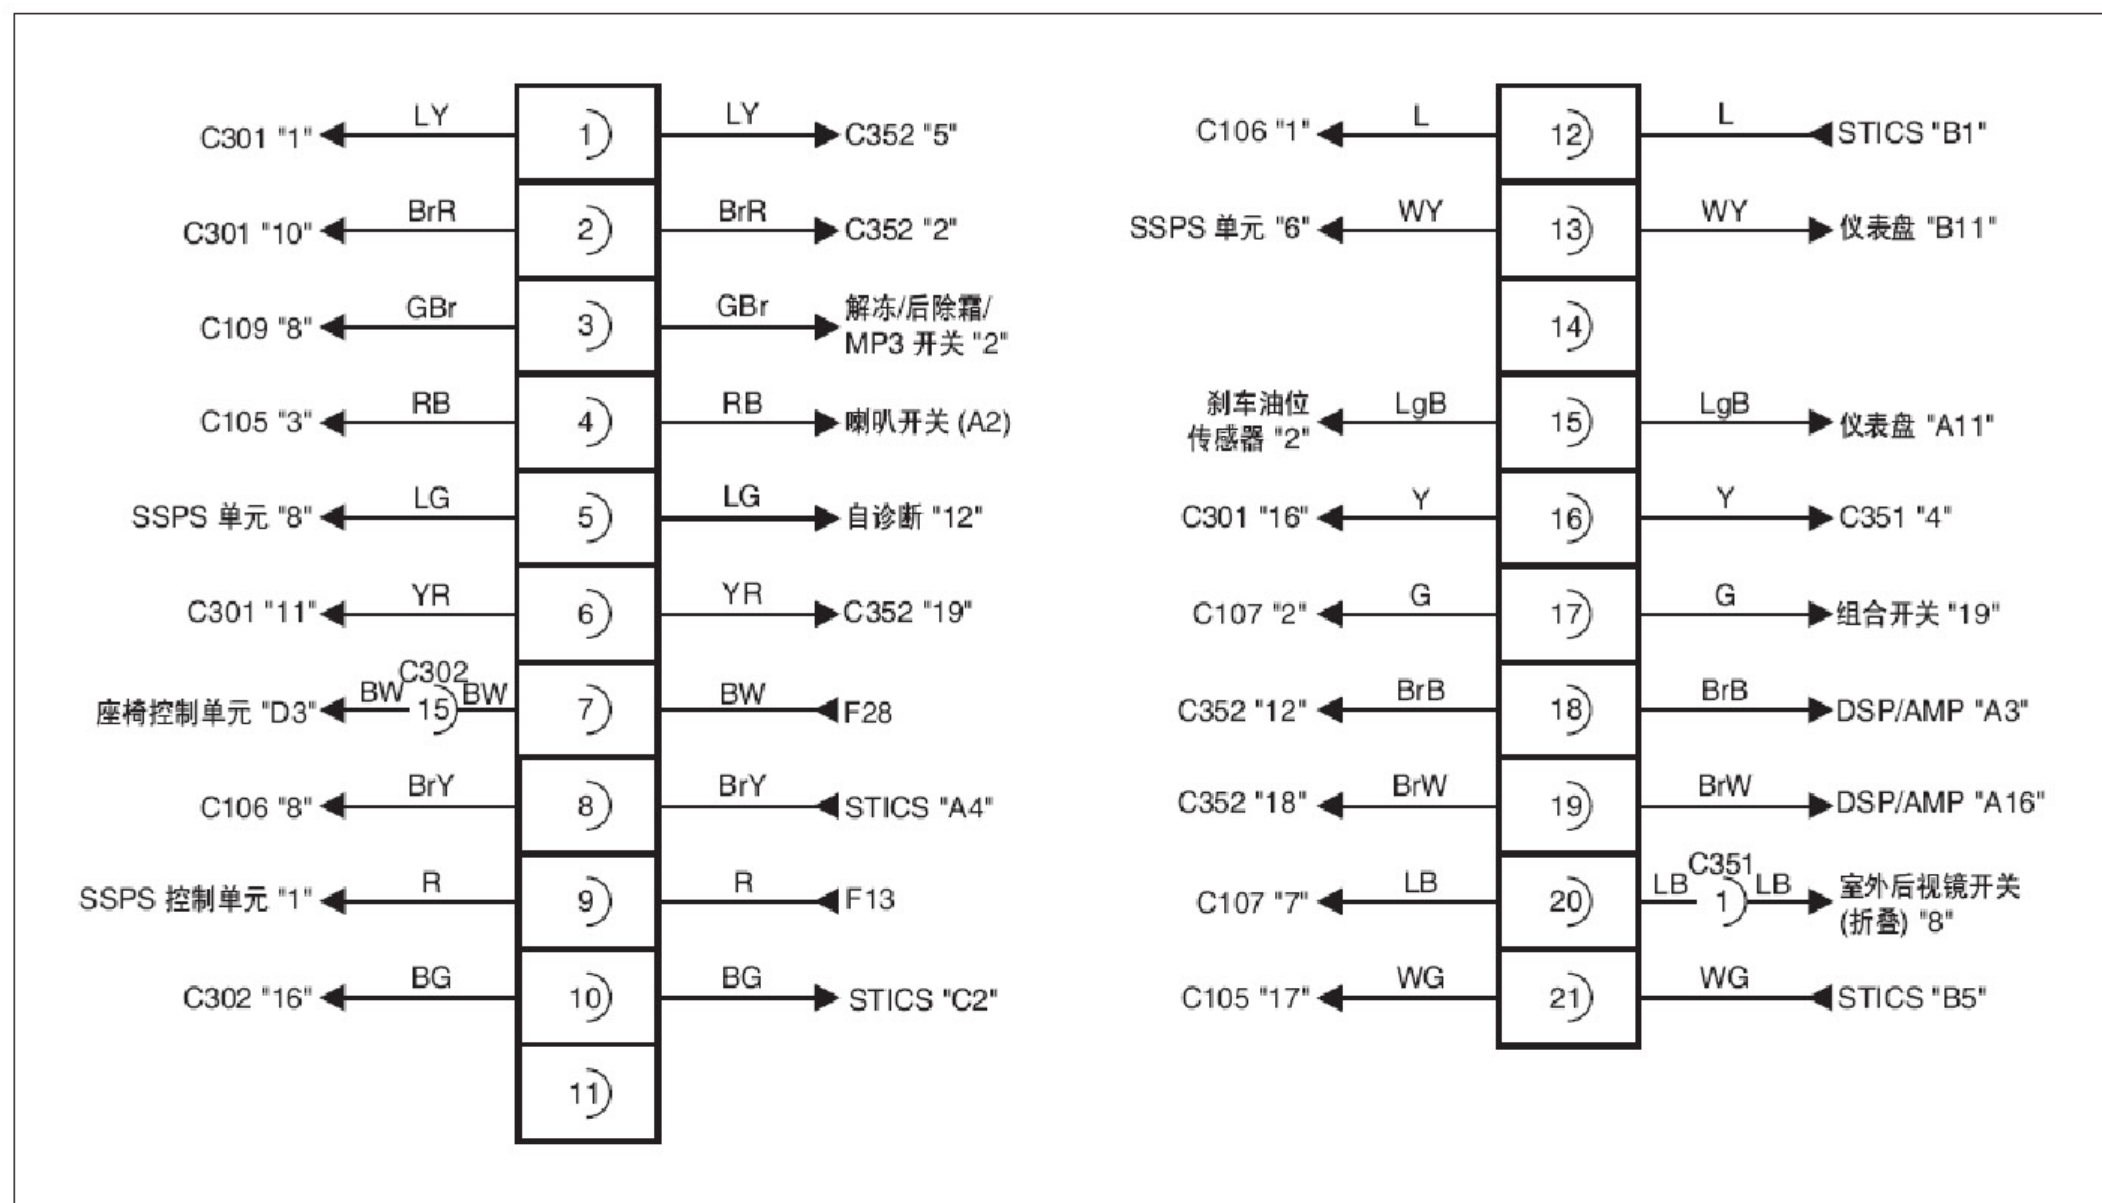 C301 "1" LY 1 LY C352 "5"
C301 "10" BrR 2 BrR C352 "2"
C109 "8" GBr 3 GBr 解冻/后除霜/
MP3 开关 "2"
C105 "3" RB 4 RB 喇叭开关 (A2)
SSPS 单元 "8" LG 5 LG 自诊断 "12"
C301 "11" YR 6 YR C352 "19"
C302
座椅控制单元 "D3" BW 15 BW 7 BW F28
C106 "8" BrY 8 BrY STICS "A4"
SSPS 控制单元 "1" R 9 R F13
C302 "16" BG 10 BG STICS "C2"
11
C106 "1" L 12 L STICS "B1"
SSPS 单元 "6" WY 13 WY 仪表盘 "B11"
14
刹车油位
传感器 "2" LgB 15 LgB 仪表盘 "A11"
C301 "16" Y 16 Y C351 "4"
C107 "2" G 17 G 组合开关 "19"
C352 "12" BrB 18 BrB DSP/AMP "A3"
C352 "18" BrW 19 BrW DSP/AMP "A16"
C351
C107 "7" LB 20 LB 1 LB 室外后视镜开关
(折叠) "8"
C105 "17" WG 21 WG STICS "B5"